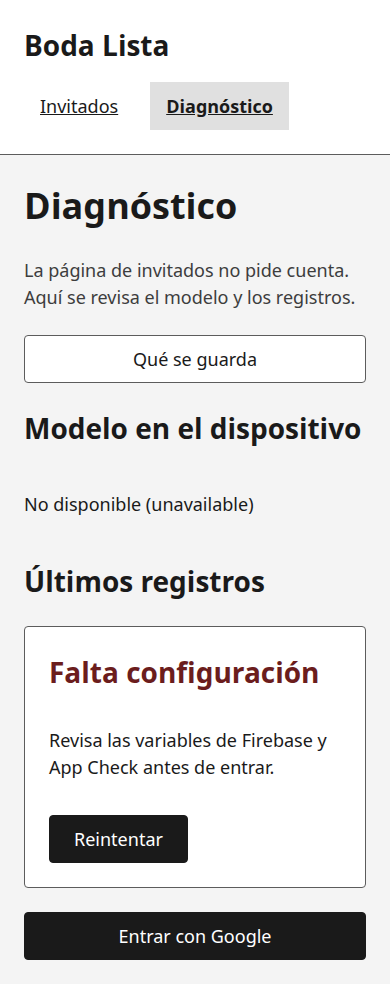 Boda Lista
Invitados
Diagnóstico
Diagnóstico
La página de invitados no pide cuenta.
Aquí se revisa el modelo y los registros.
Qué se guarda
Modelo en el dispositivo
No disponible (unavailable)
Últimos registros
Falta configuración
Revisa las variables de Firebase y
App Check antes de entrar.
Reintentar
Entrar con Google